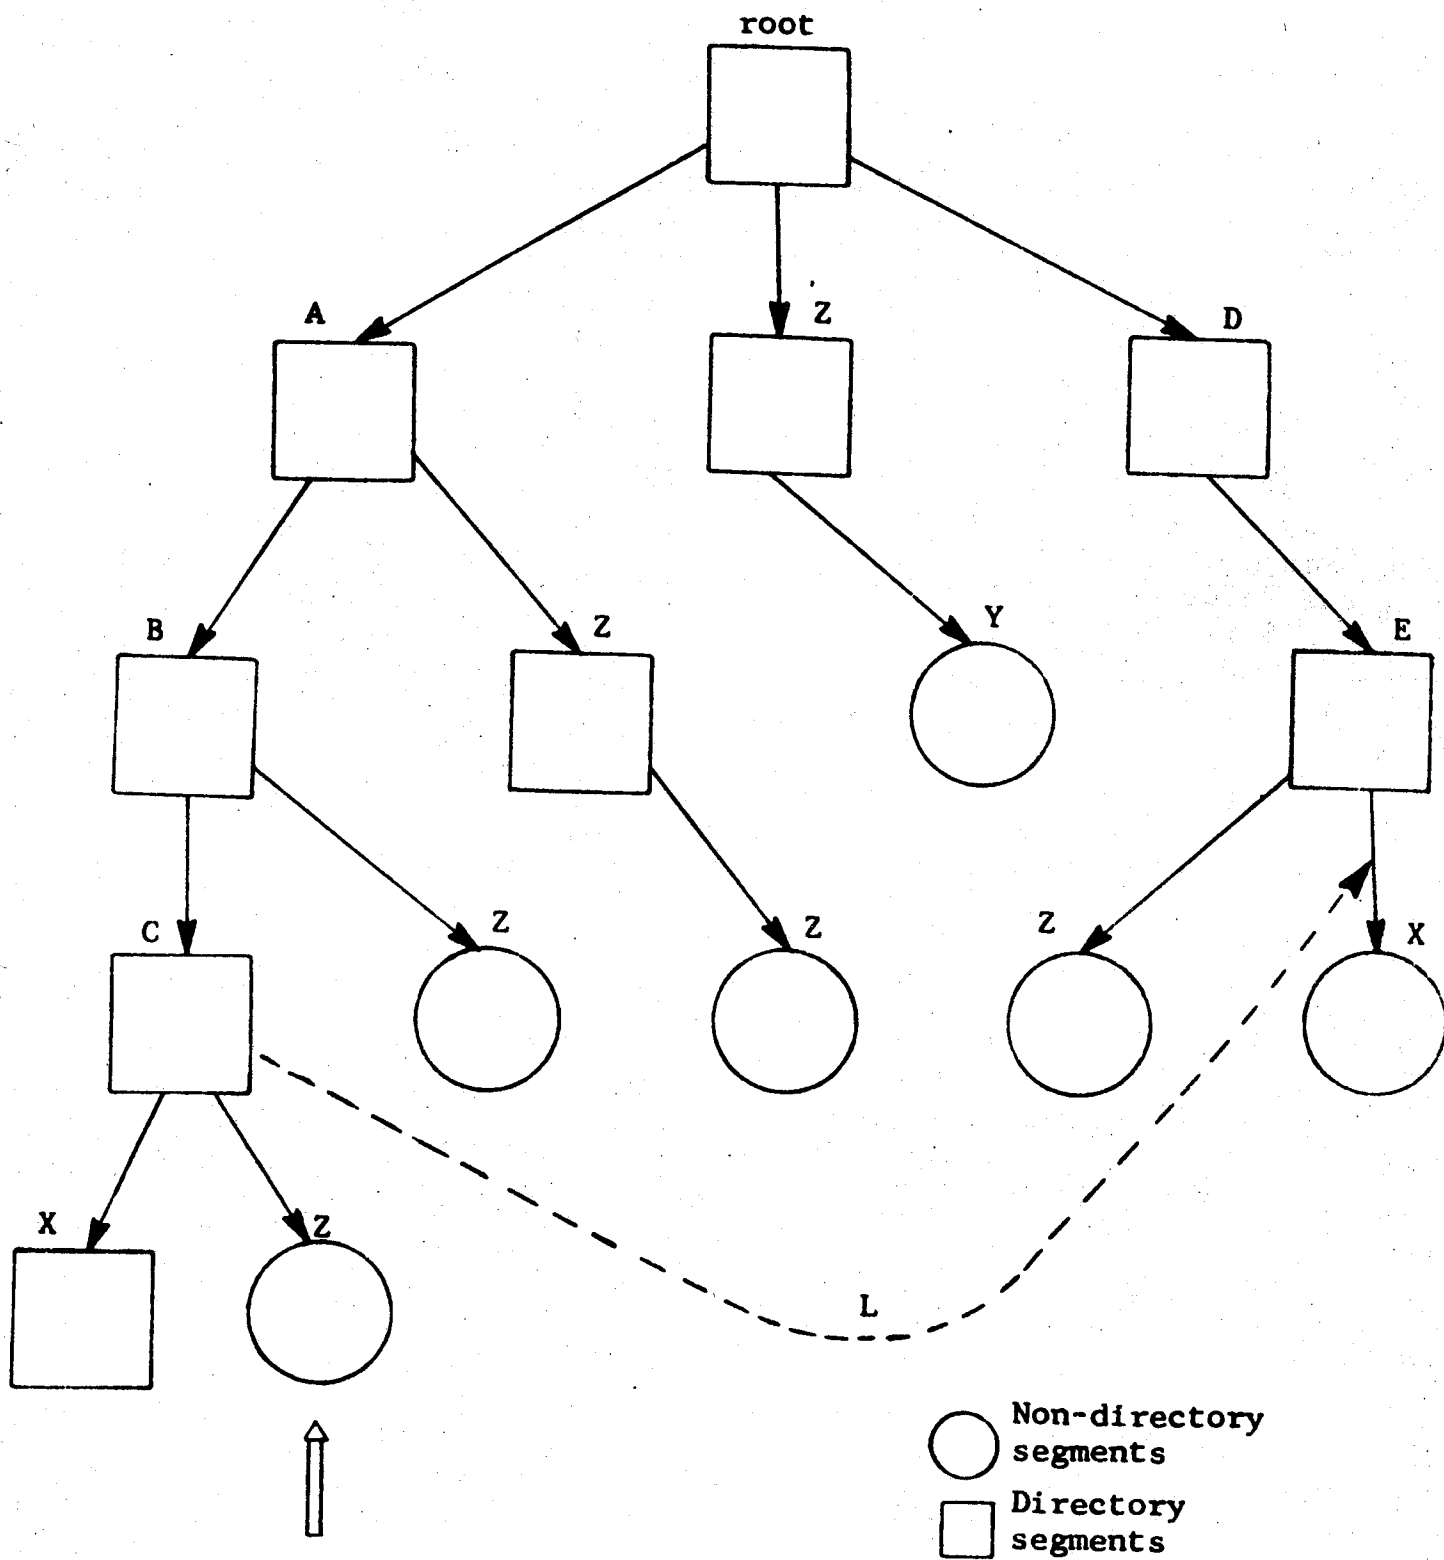 root
A
Z
D
B
Z
Y
E
C
Z
Z
Z
X
X
Z
L
Non-directory
segments
Directory
segments